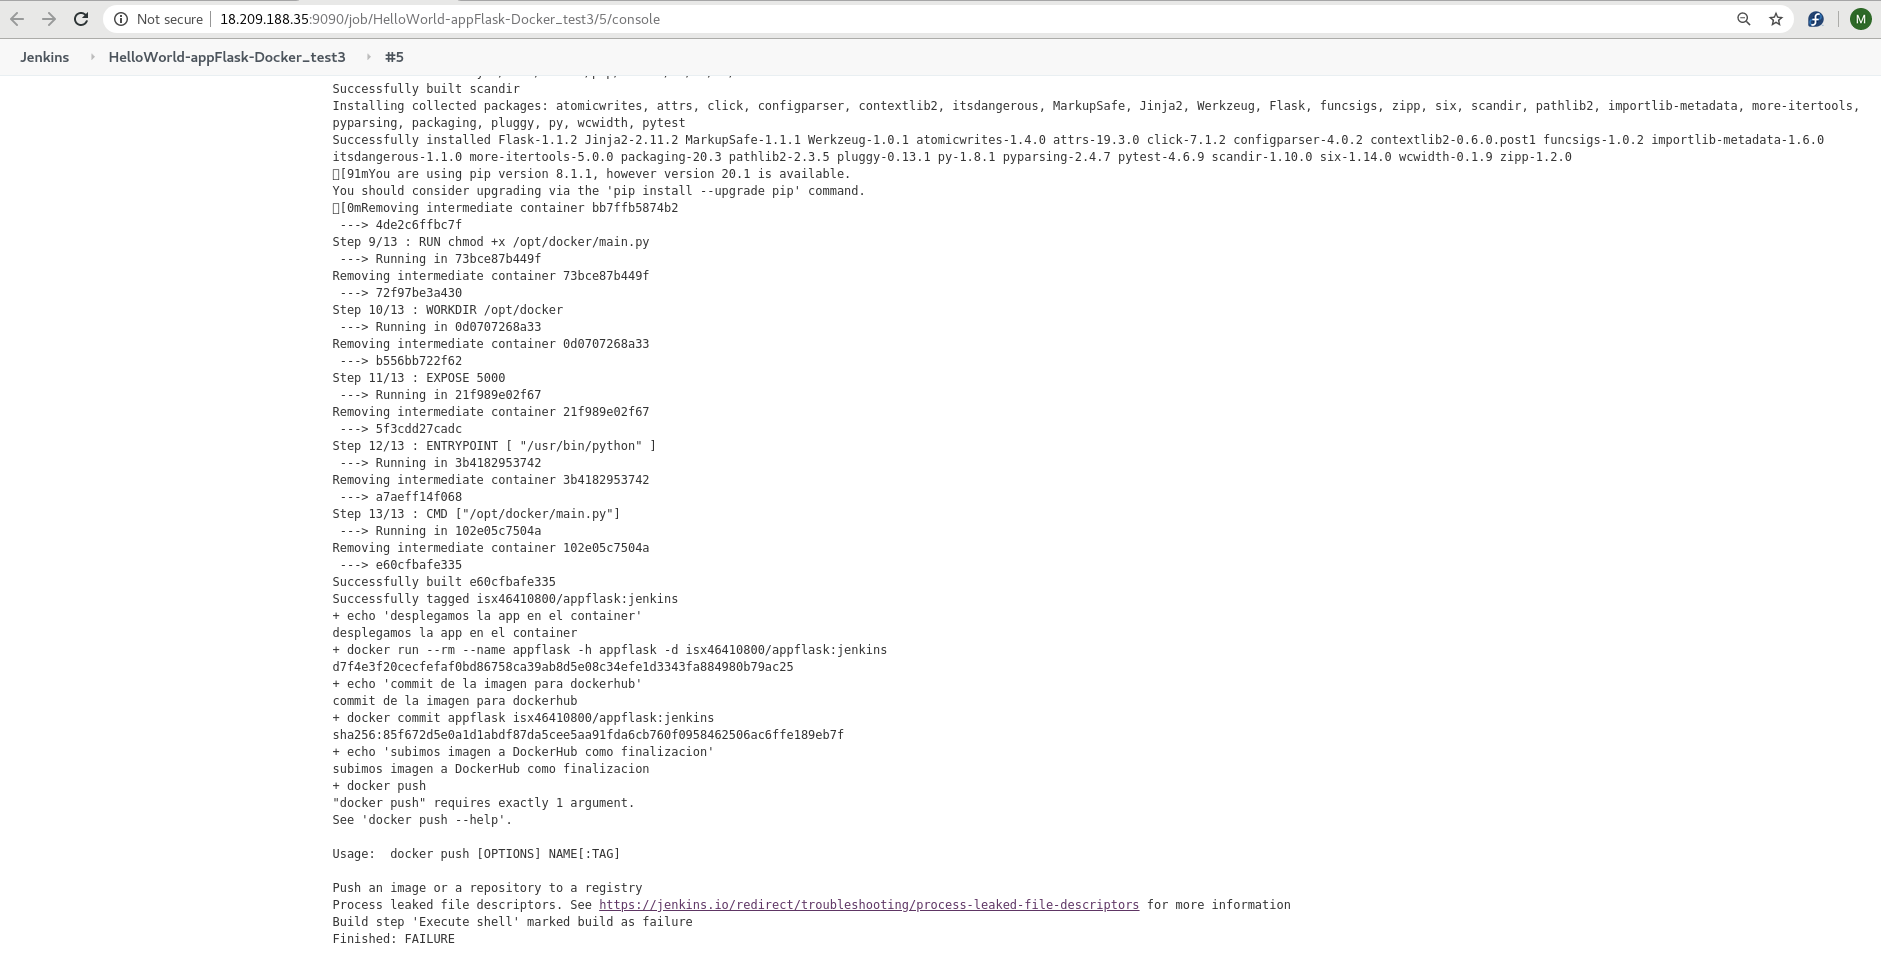 Not secure | 18.209.188.35:9090/job/HelloWorld-appFlask-Docker_test3/5/console
M
Jenkins HelloWorld-appFlask-Docker_test3 #5
Successfully built scandir
Installing collected packages: atomicwrites, attrs, click, configparser, contextlib2, itsdangerous, MarkupSafe, Jinja2, Werkzeug, Flask, funcsigs, zipp, six, scandir, pathlib2, importlib-metadata, more-itertools,
pyparsing, packaging, pluggy, py, wcwidth, pytest
Successfully installed Flask-1.1.2 Jinja2-2.11.2 MarkupSafe-1.1.1 Werkzeug-1.0.1 atomicwrites-1.4.0 attrs-19.3.0 click-7.1.2 configparser-4.0.2 contextlib2-0.6.0.post1 funcsigs-1.0.2 importlib-metadata-1.6.0
itsdangerous-1.1.0 more-itertools-5.0.0 packaging-20.3 pathlib2-2.3.5 pluggy-0.13.1 py-1.8.1 pyparsing-2.4.7 pytest-4.6.9 scandir-1.10.0 six-1.14.0 wcwidth-0.1.9 zipp-1.2.0
[91mYou are using pip version 8.1.1, however version 20.1 is available.
You should consider upgrading via the 'pip install --upgrade pip' command.
[0mRemoving intermediate container bb7ffb5874b2
---> 4de2c6ffbc7f
Step 9/13 : RUN chmod +x /opt/docker/main.py
---> Running in 73bce87b449f
Removing intermediate container 73bce87b449f
---> 72f97be3a430
Step 10/13 : WORKDIR /opt/docker
---> Running in 0d0707268a33
Removing intermediate container 0d0707268a33
---> b556bb722f62
Step 11/13 : EXPOSE 5000
---> Running in 21f989e02f67
Removing intermediate container 21f989e02f67
---> 5f3cdd27cadc
Step 12/13 : ENTRYPOINT [ "/usr/bin/python" ]
---> Running in 3b4182953742
Removing intermediate container 3b4182953742
---> a7aeff14f068
Step 13/13 : CMD ["/opt/docker/main.py"]
---> Running in 102e05c7504a
Removing intermediate container 102e05c7504a
---> e60cfbafe335
Successfully built e60cfbafe335
Successfully tagged isx46410800/appflask:jenkins
+ echo 'desplegamos la app en el container'
desplegamos la app en el container
+ docker run --rm --name appflask -h appflask -d isx46410800/appflask:jenkins
d7f4e3f20cecfefaf0bd86758ca39ab8d5e08c34efe1d3343fa884980b79ac25
+ echo 'commit de la imagen para dockerhub'
commit de la imagen para dockerhub
+ docker commit appflask isx46410800/appflask:jenkins
sha256:85f672d5e0a1d1abdf87da5cee5aa91fda6cb760f0958462506ac6ffe189eb7f
+ echo 'subimos imagen a DockerHub como finalizacion'
subimos imagen a DockerHub como finalizacion
+ docker push
"docker push" requires exactly 1 argument.
See 'docker push --help'.
Usage:  docker push [OPTIONS] NAME[:TAG]
Push an image or a repository to a registry
Process leaked file descriptors. See https://jenkins.io/redirect/troubleshooting/process-leaked-file-descriptors for more information
Build step 'Execute shell' marked build as failure
Finished: FAILURE